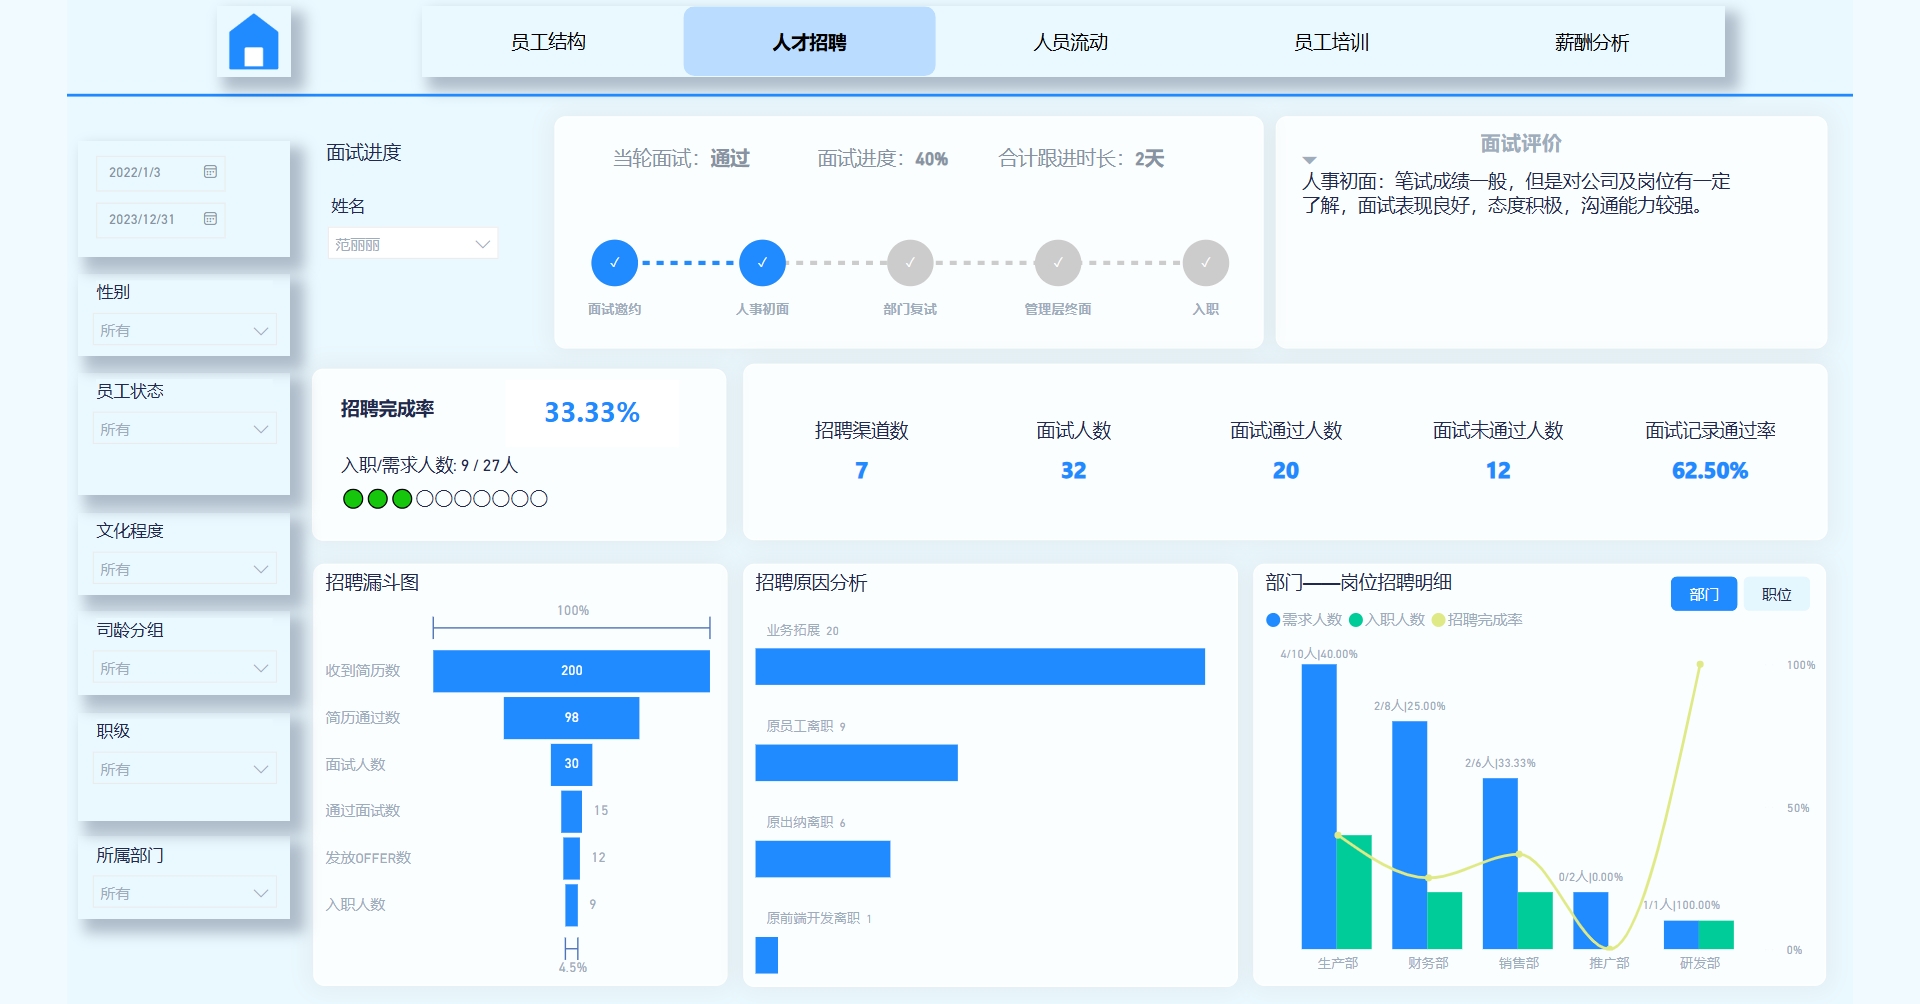 员工结构
人才招聘
人员流动
员工培训
薪酬分析
2022/1/3
2023/12/31
性别
所有
员工状态
所有
文化程度
所有
司龄分组
所有
职级
所有
所属部门
所有
面试进度
姓名
范丽丽
当轮面试：通过
面试进度：40%
合计跟进时长：2天
面试邀约
人事初面
部门复试
管理层终面
入职
面试评价
人事初面：笔试成绩一般，但是对公司及岗位有一定
了解，面试表现良好，态度积极，沟通能力较强。
招聘完成率
33.33%
入职/需求人数: 9 / 27人
招聘渠道数
7
面试人数
32
面试通过人数
20
面试未通过人数
12
面试记录通过率
62.50%
招聘漏斗图
100%
收到简历数
200
简历通过数
98
面试人数
30
通过面试数
15
发放OFFER数
12
入职人数
9
4.5%
招聘原因分析
业务拓展 20
原员工离职 9
原出纳离职 6
原前端开发离职 1
部门——岗位招聘明细
部门
职位
需求人数
入职人数
招聘完成率
4/10人|40.00%
2/8人|25.00%
2/6人|33.33%
0/2人|0.00%
1/1人|100.00%
100%
50%
0%
生产部
财务部
销售部
推广部
研发部